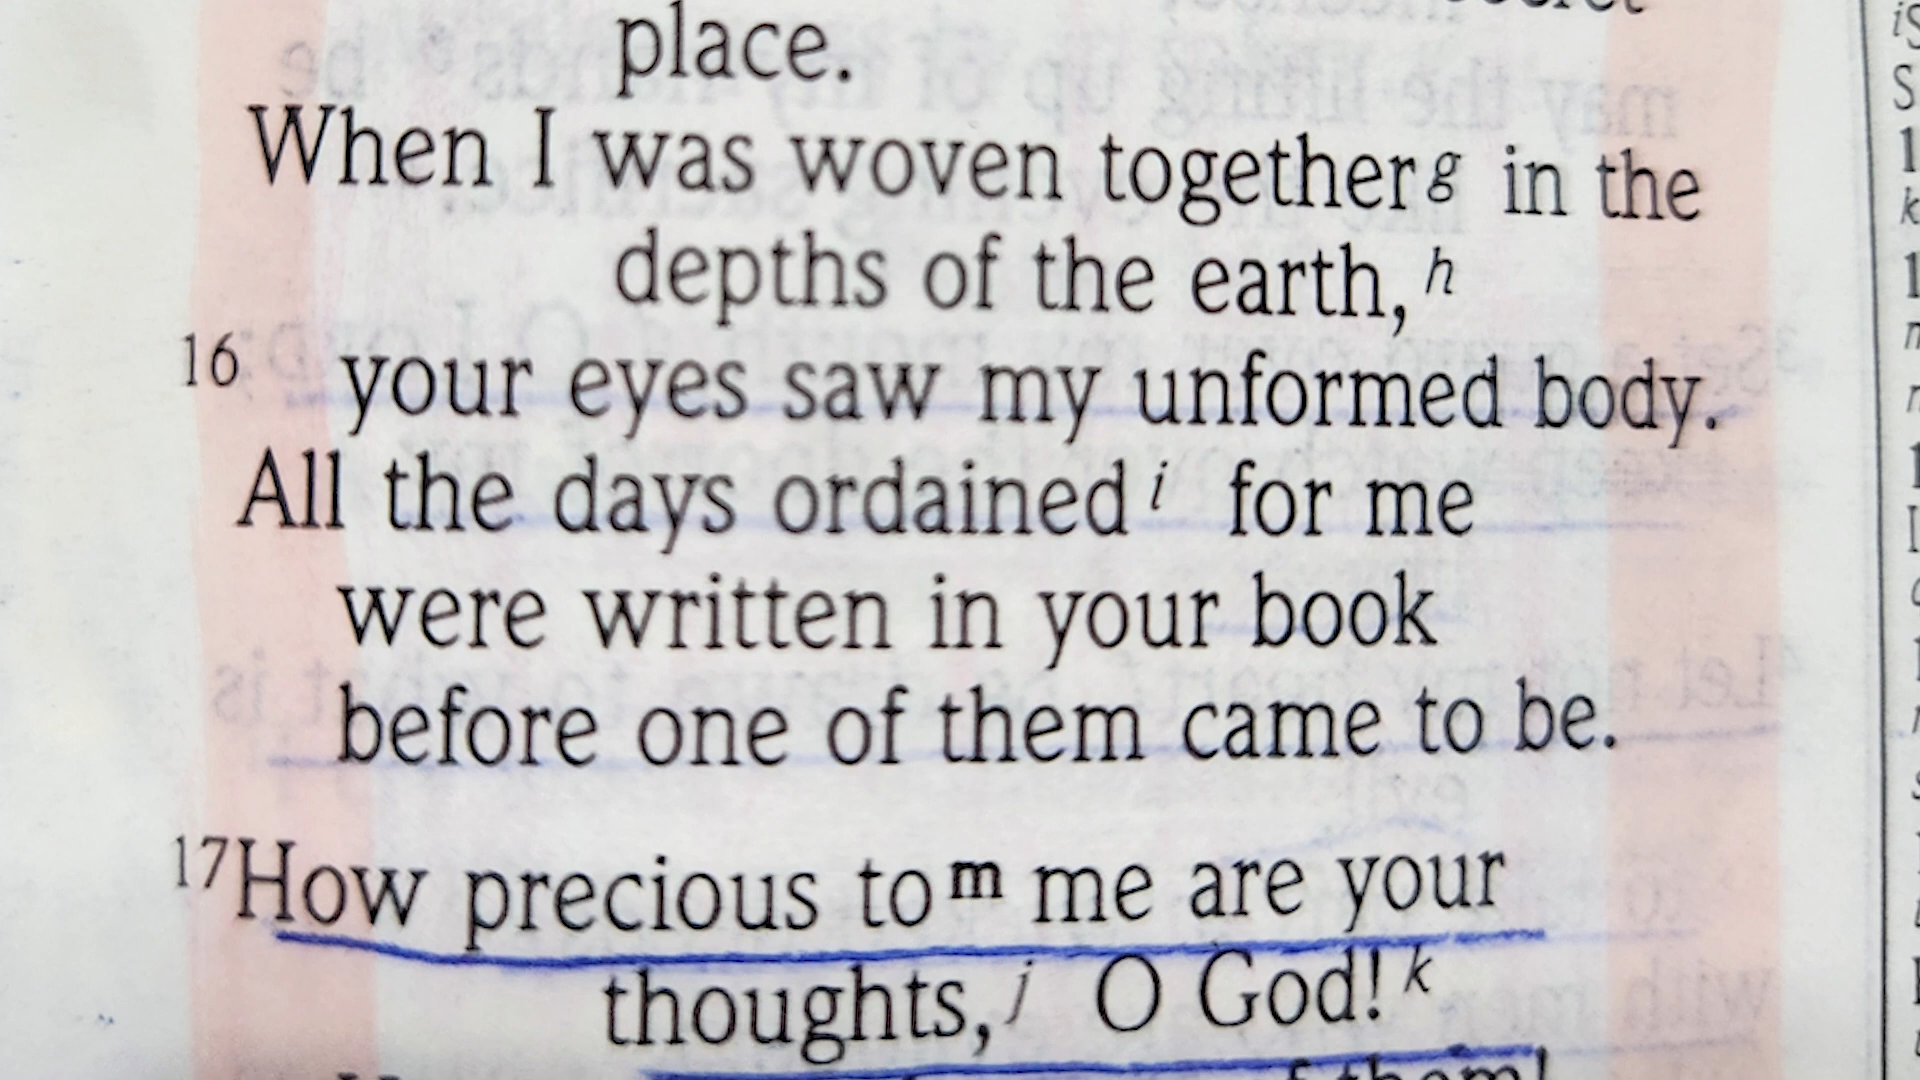 place.
When I was woven together g in the
depths of the earth, h
16 your eyes saw my unformed body.
All the days ordained i for me
were written in your book
before one of them came to be.
17How precious to m me are your
thoughts, j O God! k